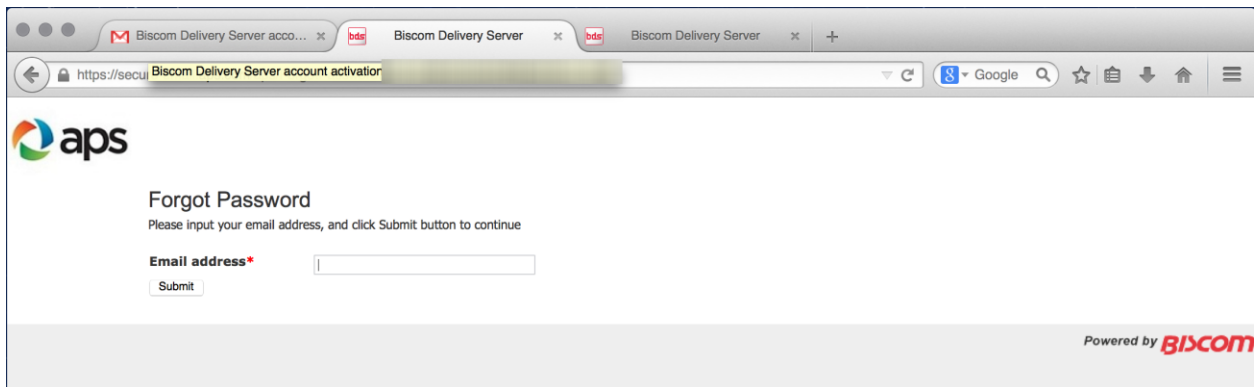 Biscom Delivery Server acco...
bds
Biscom Delivery Server
bds
Biscom Delivery Server
https://secu
Biscom Delivery Server account activation
Google
aps
Forgot Password
Please input your email address, and click Submit button to continue
Email address*
Submit
Powered by BISCOM